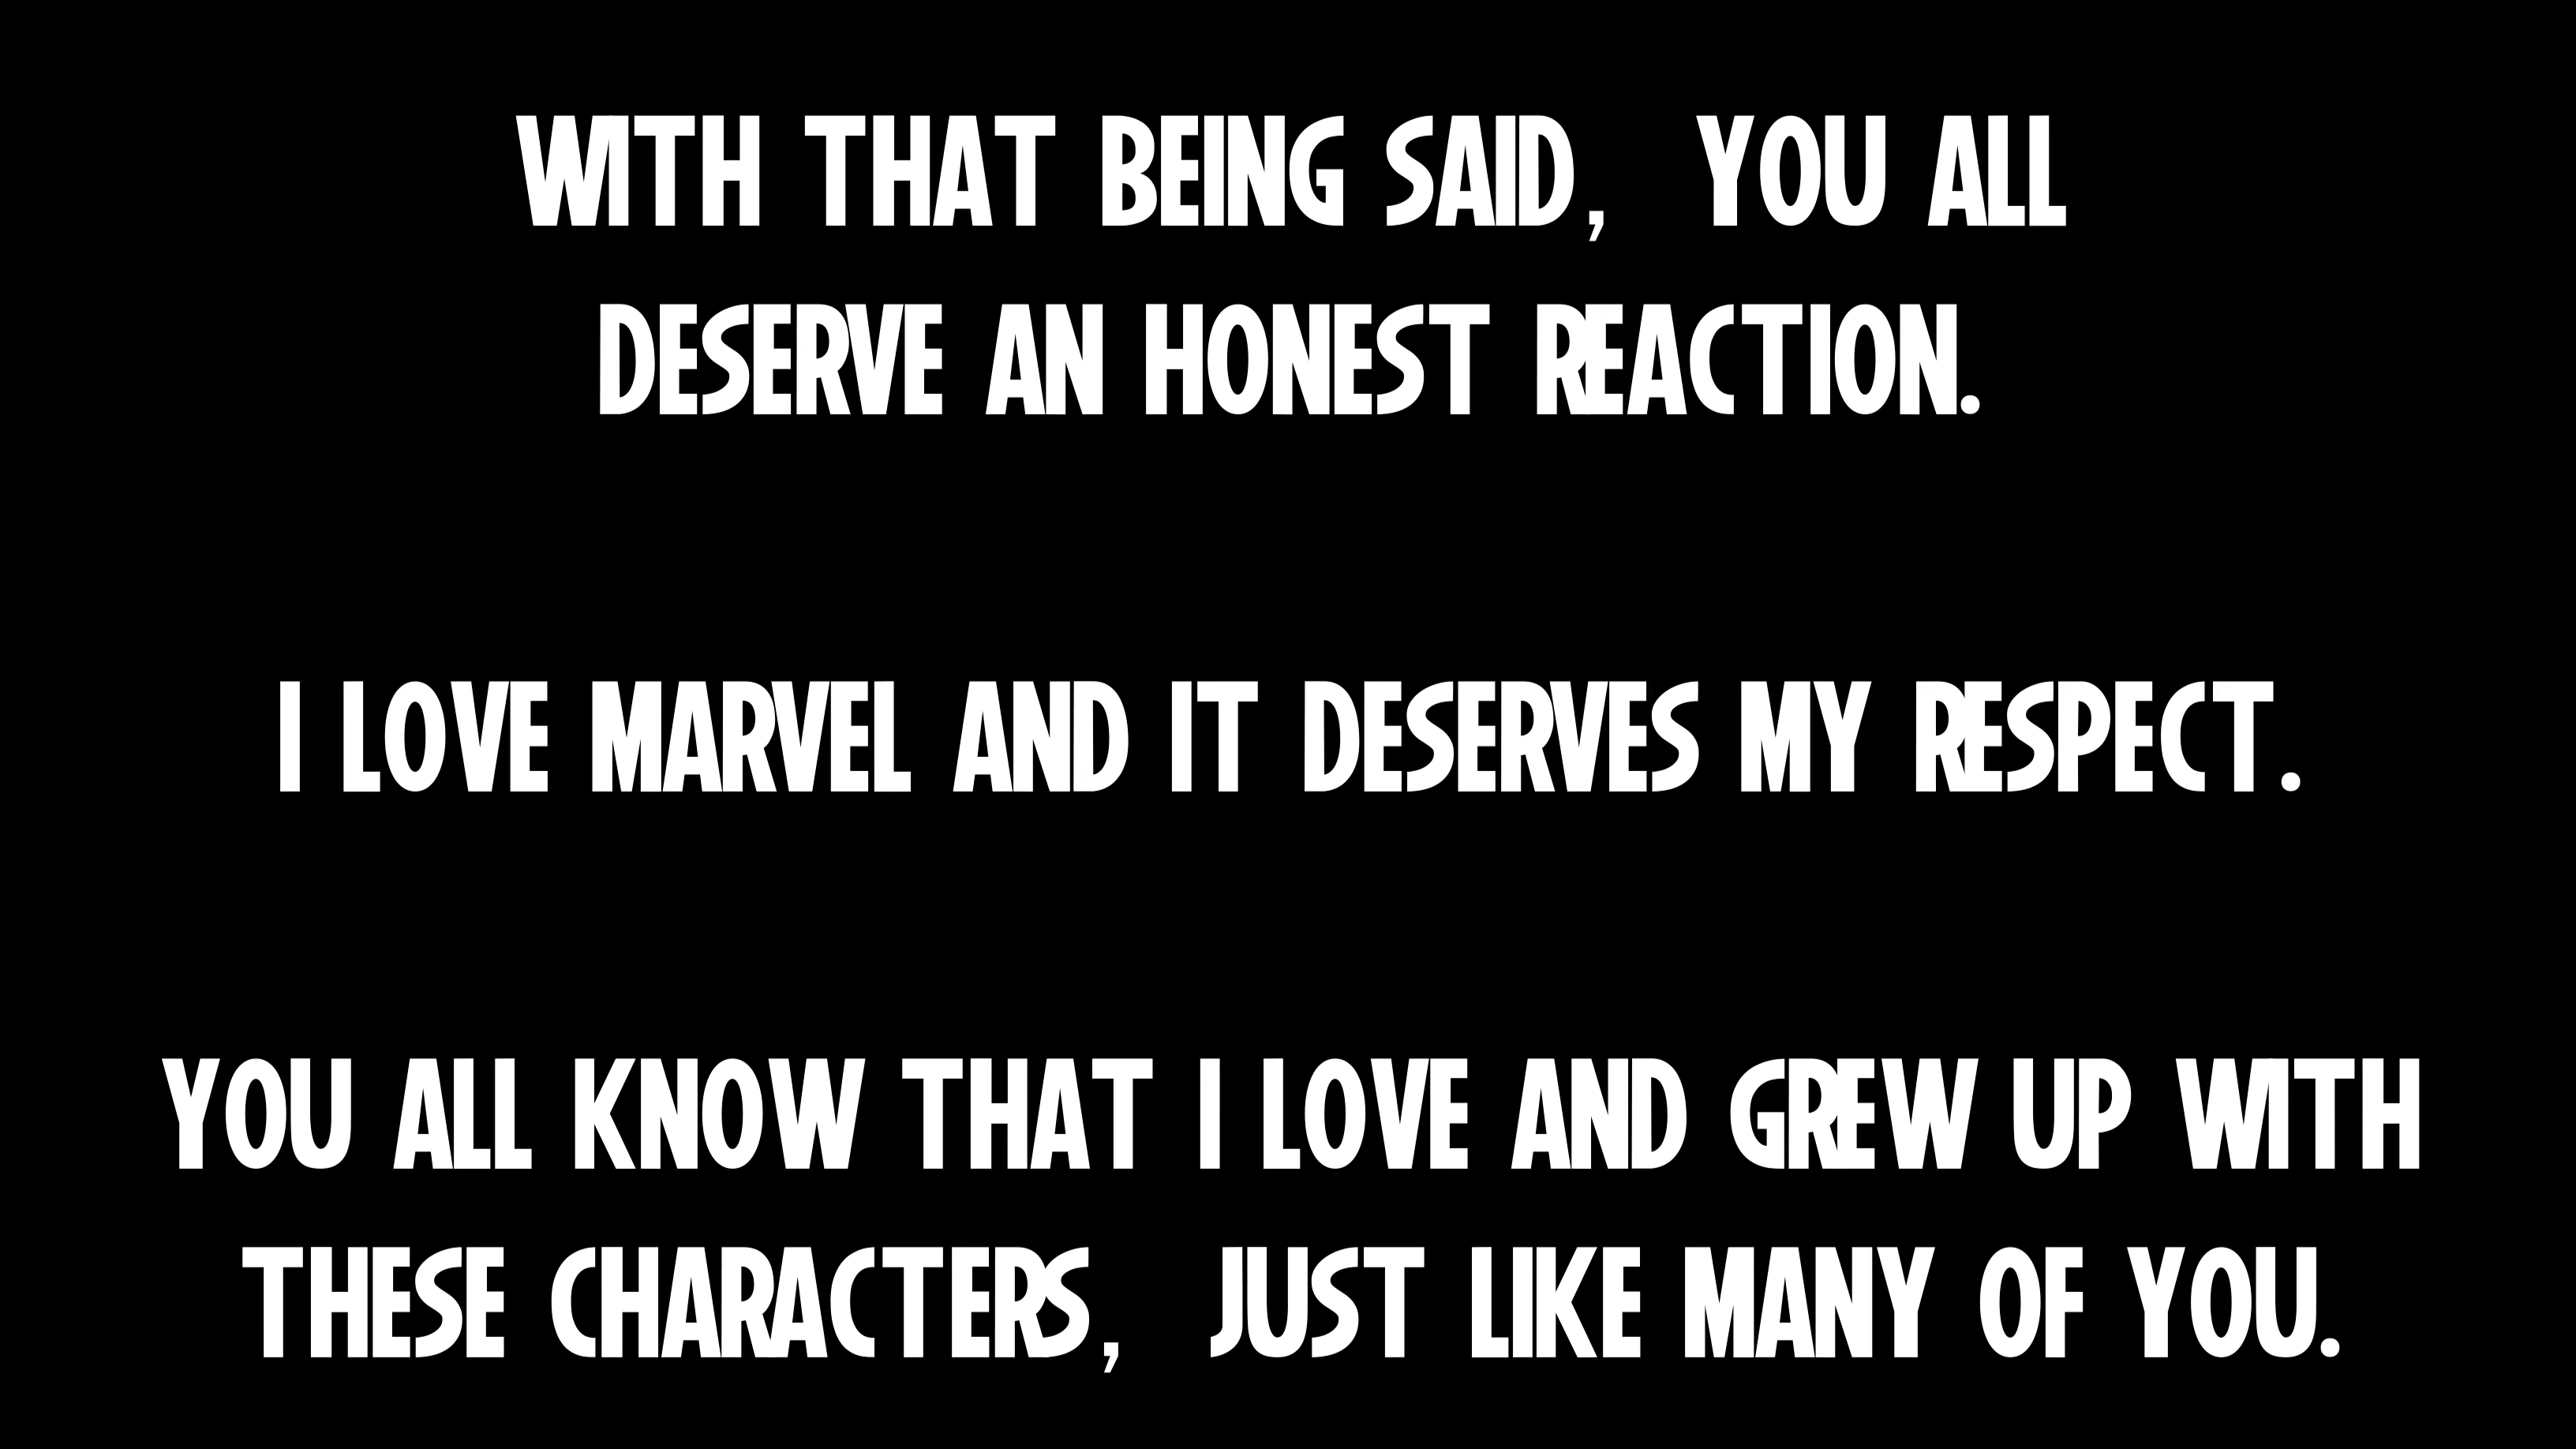 WITH THAT BEING SAID, YOU ALL
DESERVE AN HONEST REACTION.
I LOVE MARVEL AND IT DESERVES MY RESPECT.
YOU ALL KNOW THAT I LOVE AND GREW UP WITH
THESE CHARACTERS, JUST LIKE MANY OF YOU.